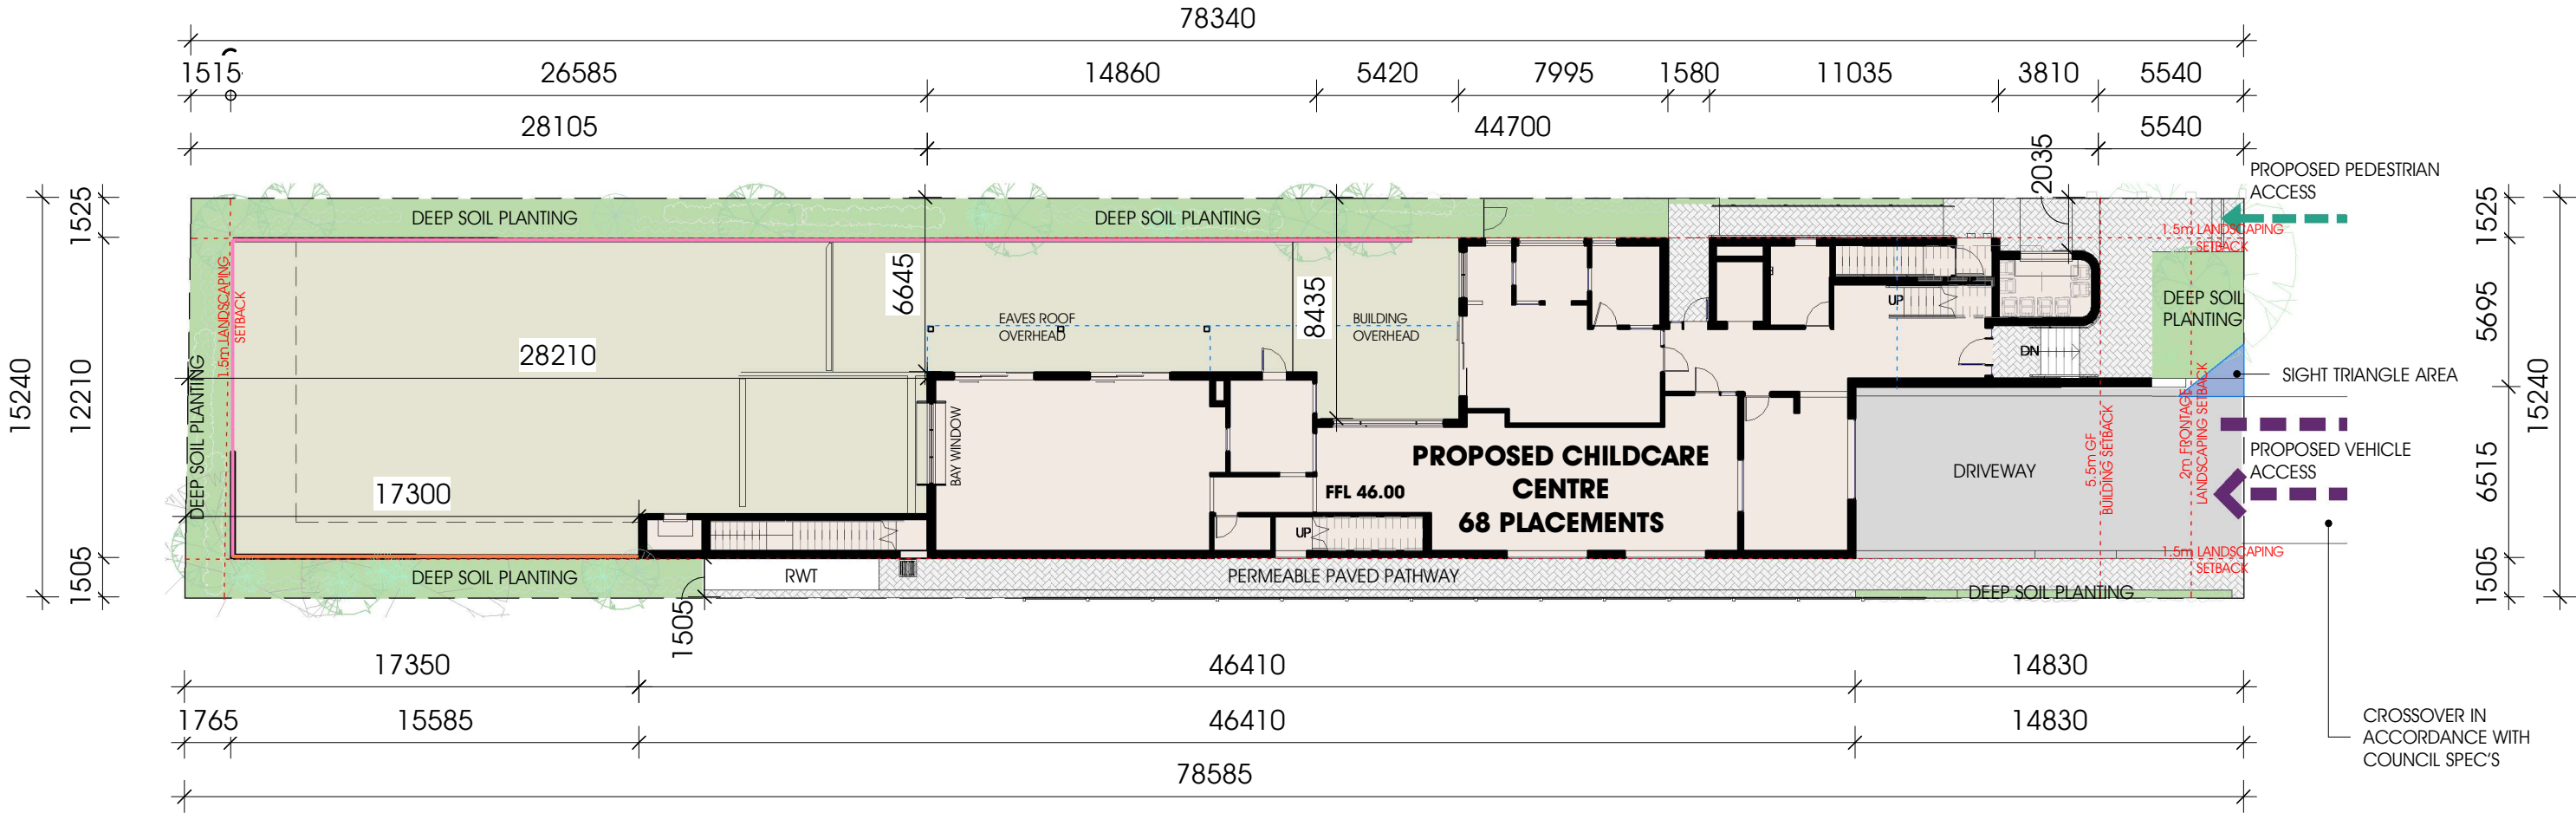 78340
1515
26585
14860
5420
7995
1580
11035
3810
5540
28105
44700
5540
2035
PROPOSED PEDESTRIAN
ACCESS
15240
1525
12210
1505
DEEP SOIL PLANTING
DEEP SOIL PLANTING
1.5m LANDSCAPING
SETBACK
1525
5695
6515
1505
15240
1.5m LANDSCAPING
SETBACK
6645
8435
EAVES ROOF
OVERHEAD
BUILDING
OVERHEAD
UP
DEEP SOIL
PLANTING
28210
DN
SIGHT TRIANGLE AREA
DEEP SOIL PLANTING
BAY WINDOW
17300
PROPOSED CHILDCARE
CENTRE
68 PLACEMENTS
FFL 46.00
UP
DRIVEWAY
5.5m GF
BUILDING SETBACK
2m FRONTAGE
LANDSCAPING SETBACK
PROPOSED VEHICLE
ACCESS
1.5m LANDSCAPING
SETBACK
DEEP SOIL PLANTING
RWT
PERMEABLE PAVED PATHWAY
DEEP SOIL PLANTING
1505
17350
46410
14830
1765
15585
46410
14830
78585
CROSSOVER IN
ACCORDANCE WITH
COUNCIL SPEC'S